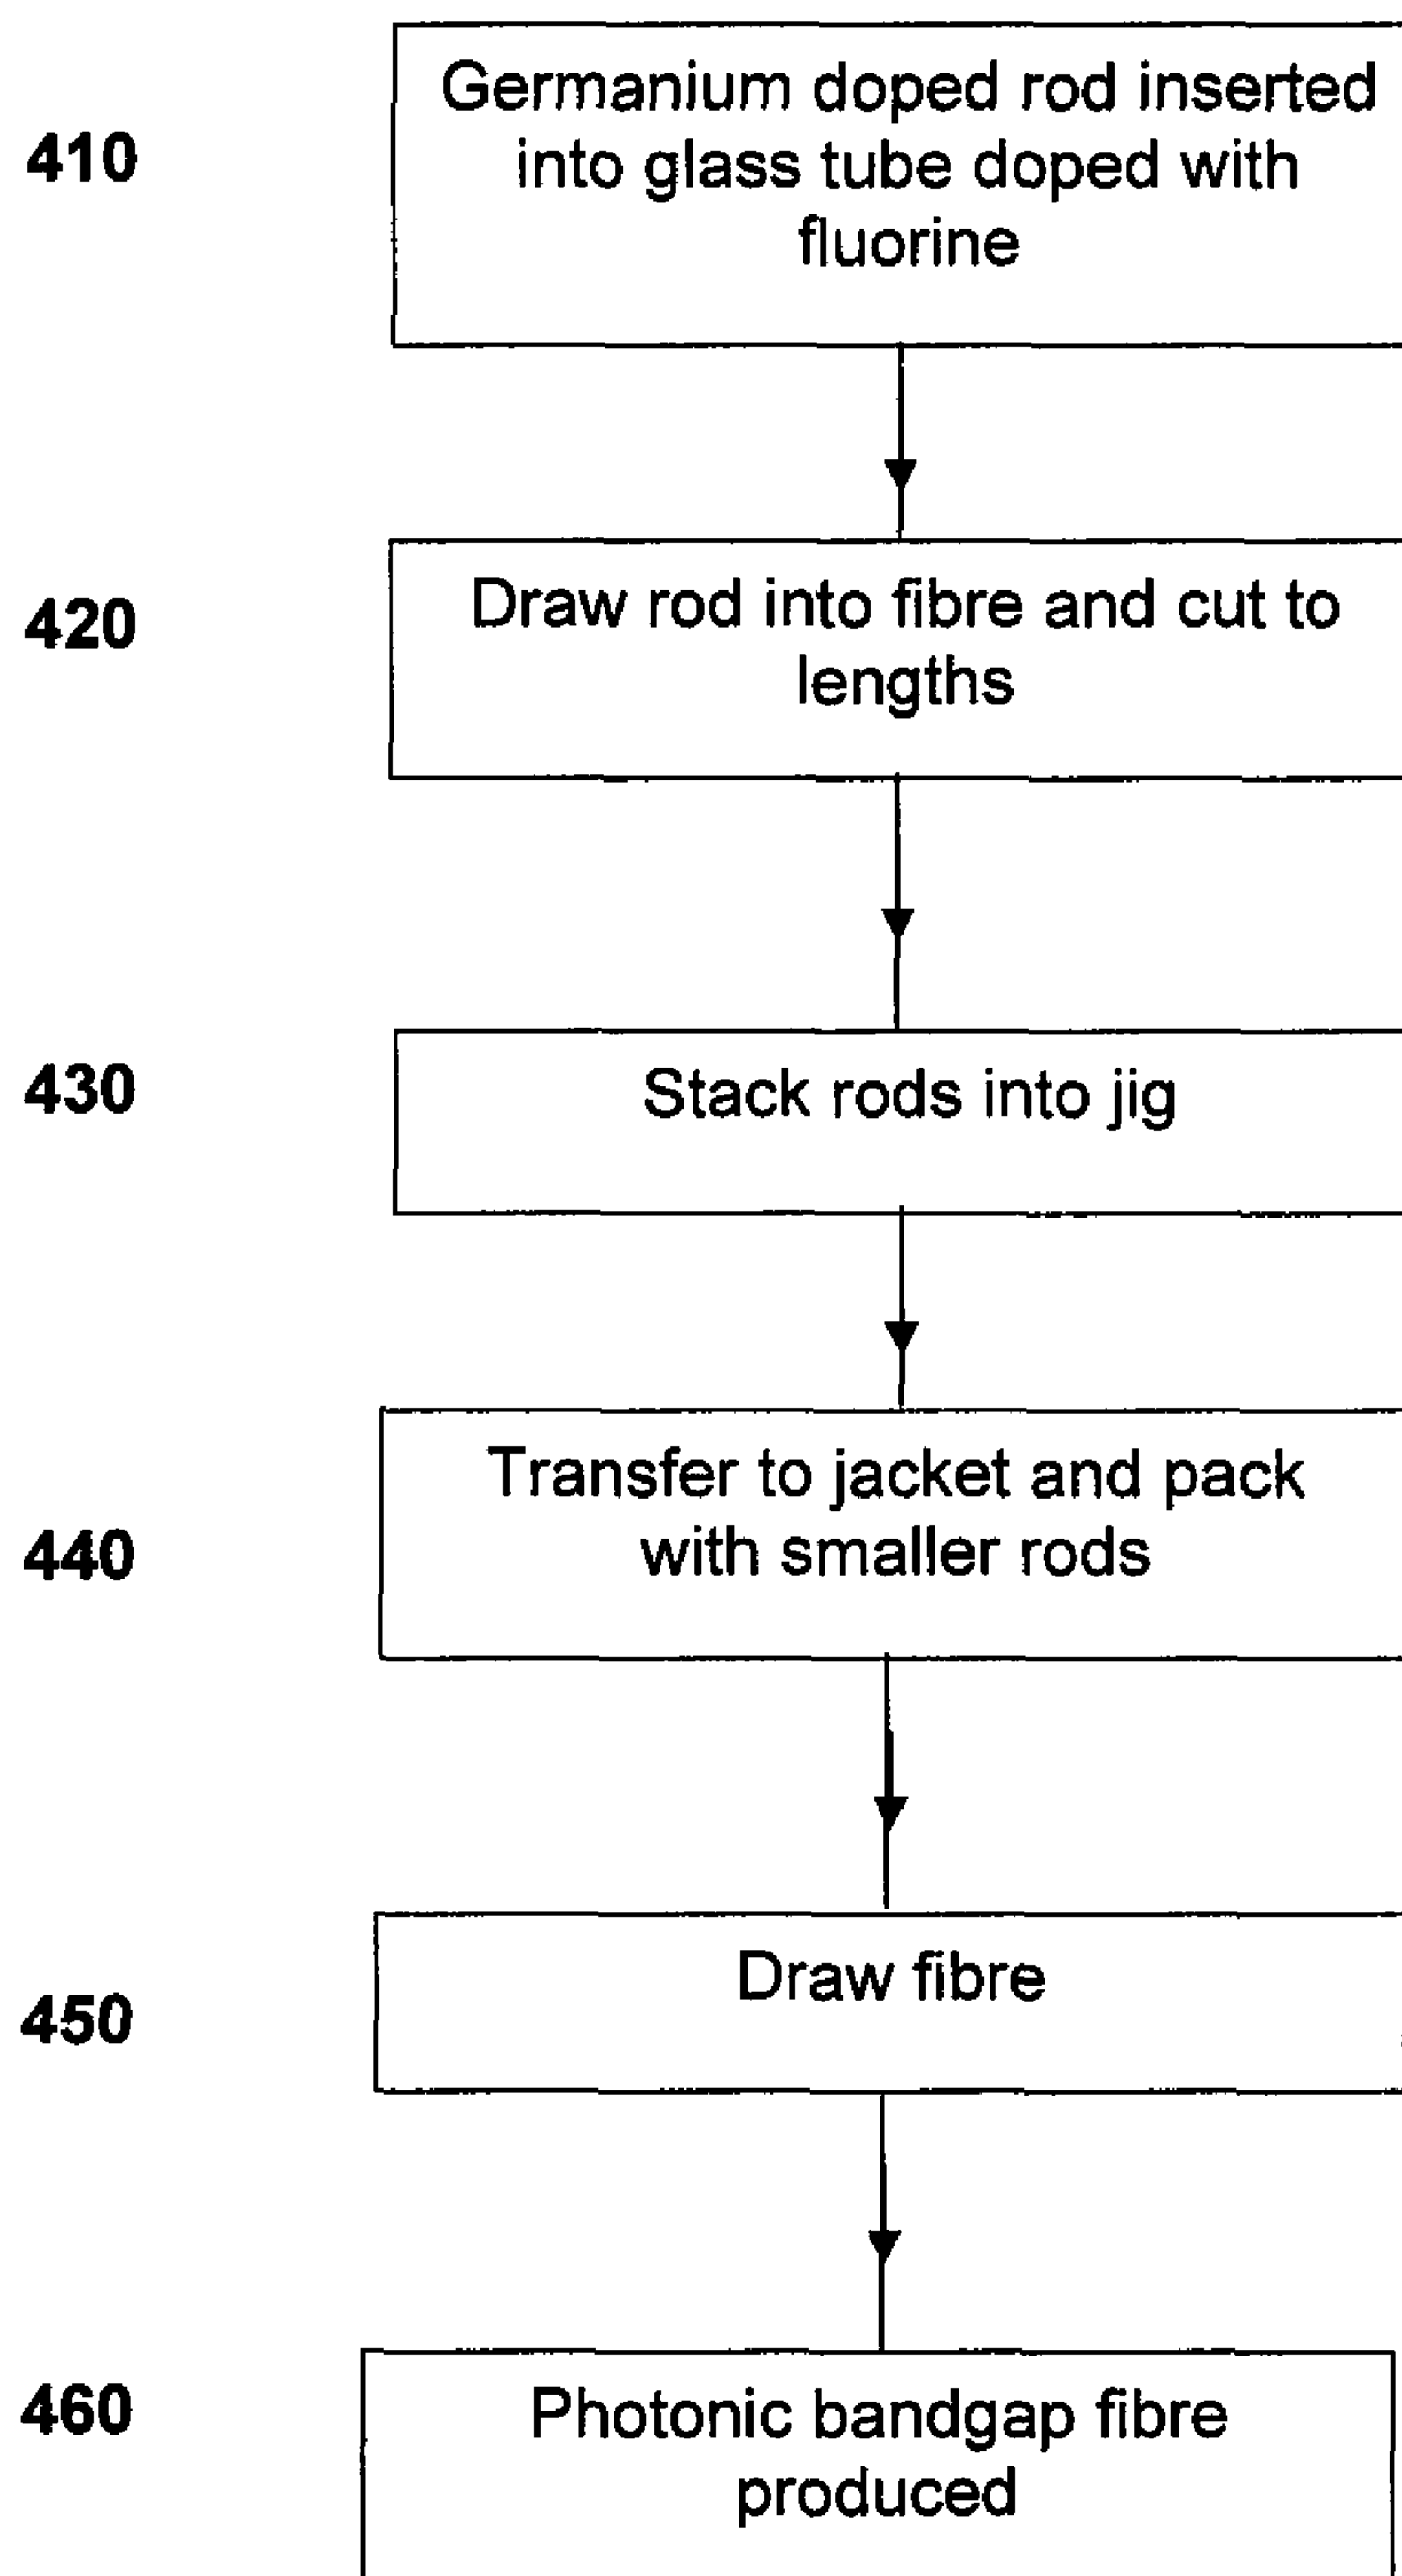 410
Germanium doped rod inserted
into glass tube doped with
fluorine
420
Draw rod into fibre and cut to
lengths
430
Stack rods into jig
440
Transfer to jacket and pack
with smaller rods
450
Draw fibre
460
Photonic bandgap fibre
produced